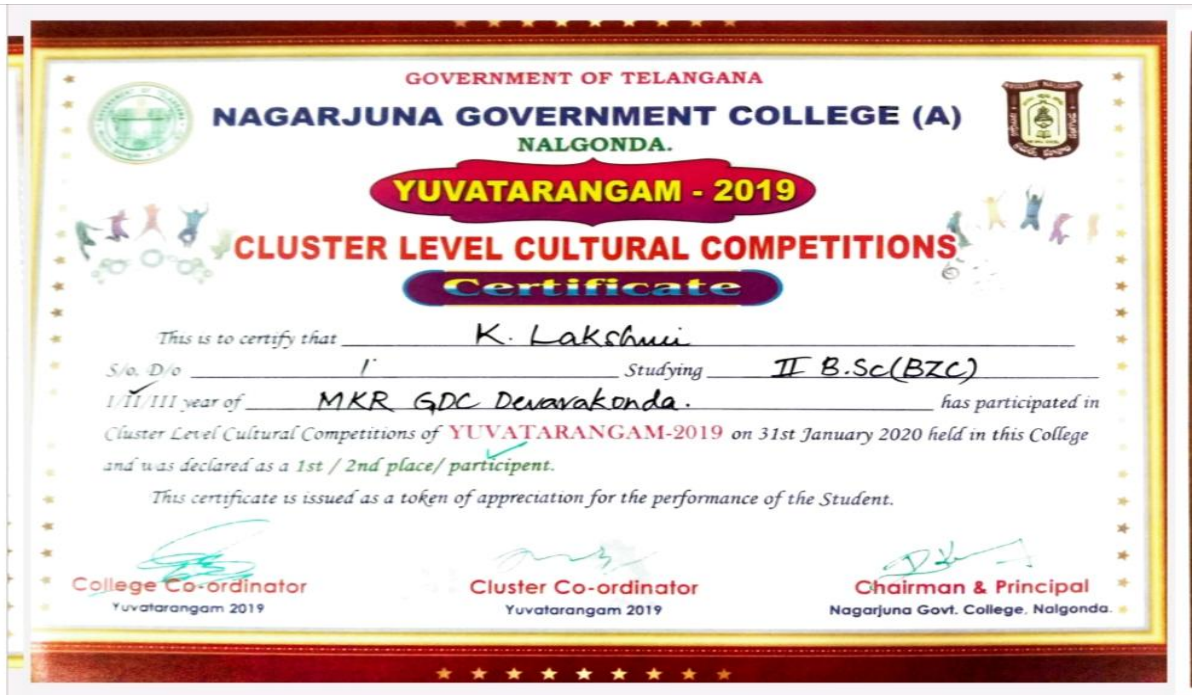 GOVERNMENT OF TELANGANA
NAGARJUNA GOVERNMENT COLLEGE (A)
NALGONDA.
YUVATARANGAM - 2019
CLUSTER LEVEL CULTURAL COMPETITIONS
Certificate
This is to certify that K. Lakshmi
S/o. D/o Studying II B.Sc(BZC)
I/II/III year of MKR GDC Devarakonda. has participated in
Cluster Level Cultural Competitions of YUVATARANGAM-2019 on 31st January 2020 held in this College
and was declared as a 1st / 2nd place/ participent.
This certificate is issued as a token of appreciation for the performance of the Student.
College Co-ordinator Cluster Co-ordinator Chairman & Principal
Yuvatarangam 2019 Yuvatarangam 2019 Nagarjuna Govt. College, Nalgonda.